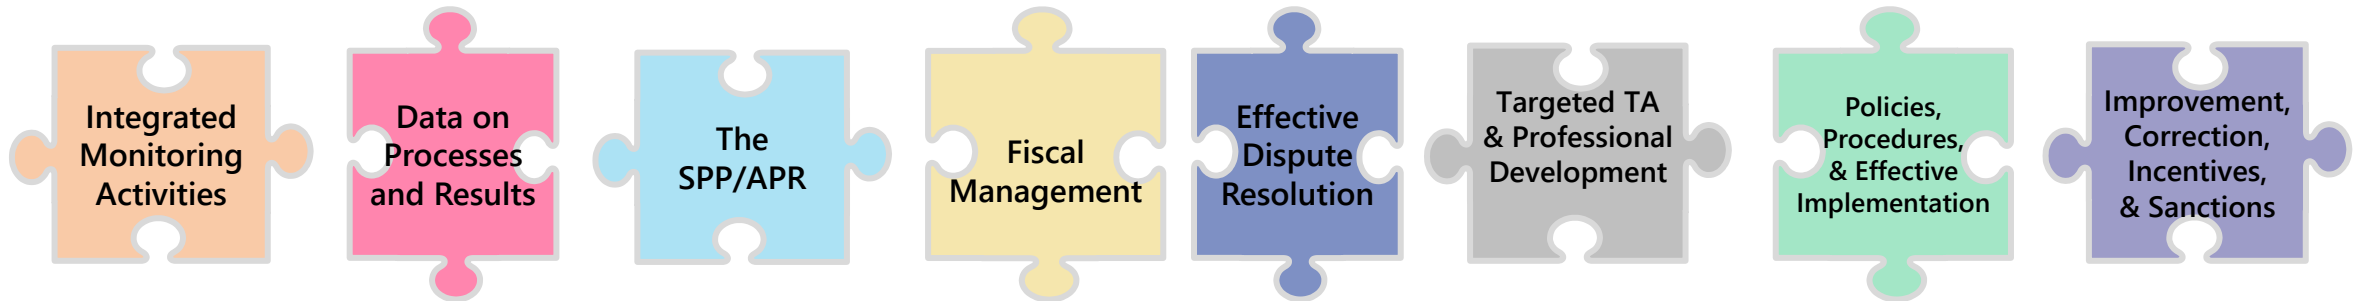 Integrated
Monitoring
Activities
Data on
Processes
and Results
The
SPP/APR
Fiscal
Management
Effective
Dispute
Resolution
Targeted TA
& Professional
Development
Policies,
Procedures,
& Effective
Implementation
Improvement,
Correction,
Incentives,
& Sanctions